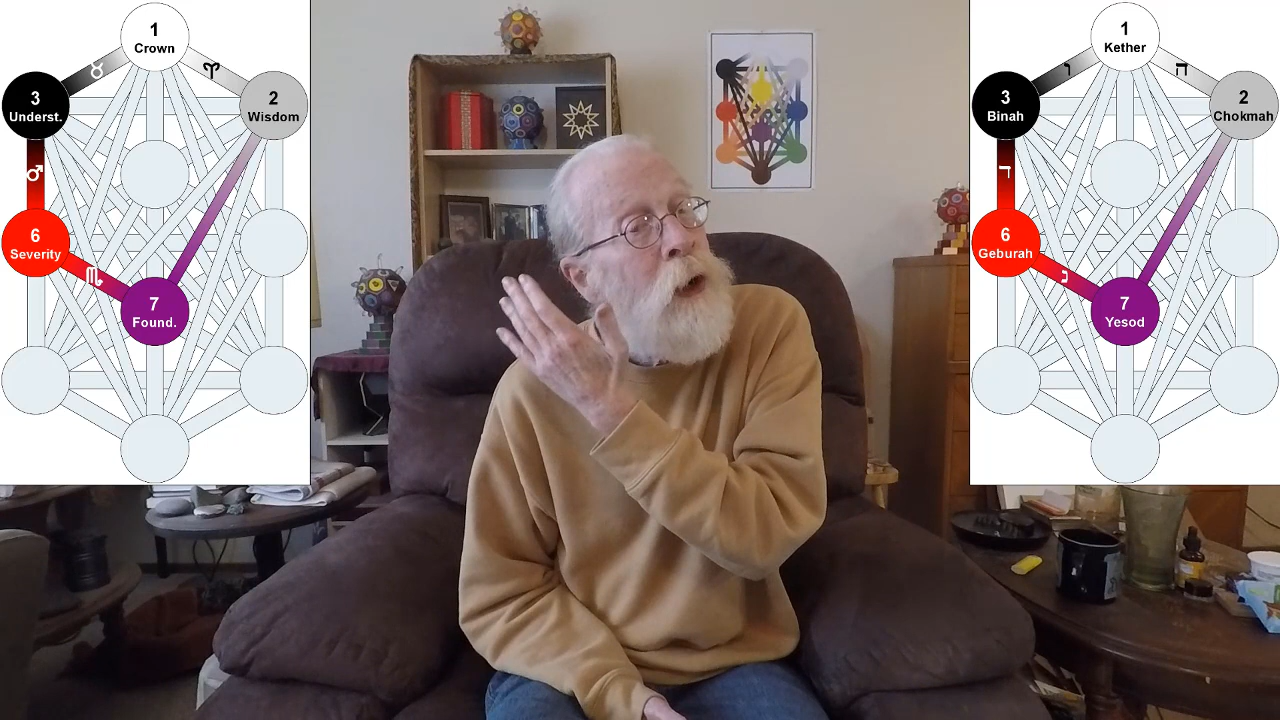 1
Crown
♉ ♈
3
Underst.
2
Wisdom
♂
6
Severity
♏
7
Found.
1
Kether
ו ה
3
Binah
2
Chokmah
ד
6
Geburah
נ
7
Yesod